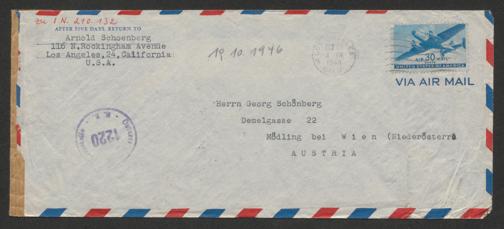 zu I N. 210.132
AFTER FIVE DAYS, RETURN TO
Arnold Schoenberg
116 N.Rockingham Avenue
Los Angeles,24,California
U.S.A.
19.10.1946
AIR 30 MAIL
UNITED STATES OF AMERICA
VIA AIR MAIL
Herrn Georg Schönberg
Demelgasse 22
Mödling bei Wien (Niederösterr)
AUSTRIA
1220